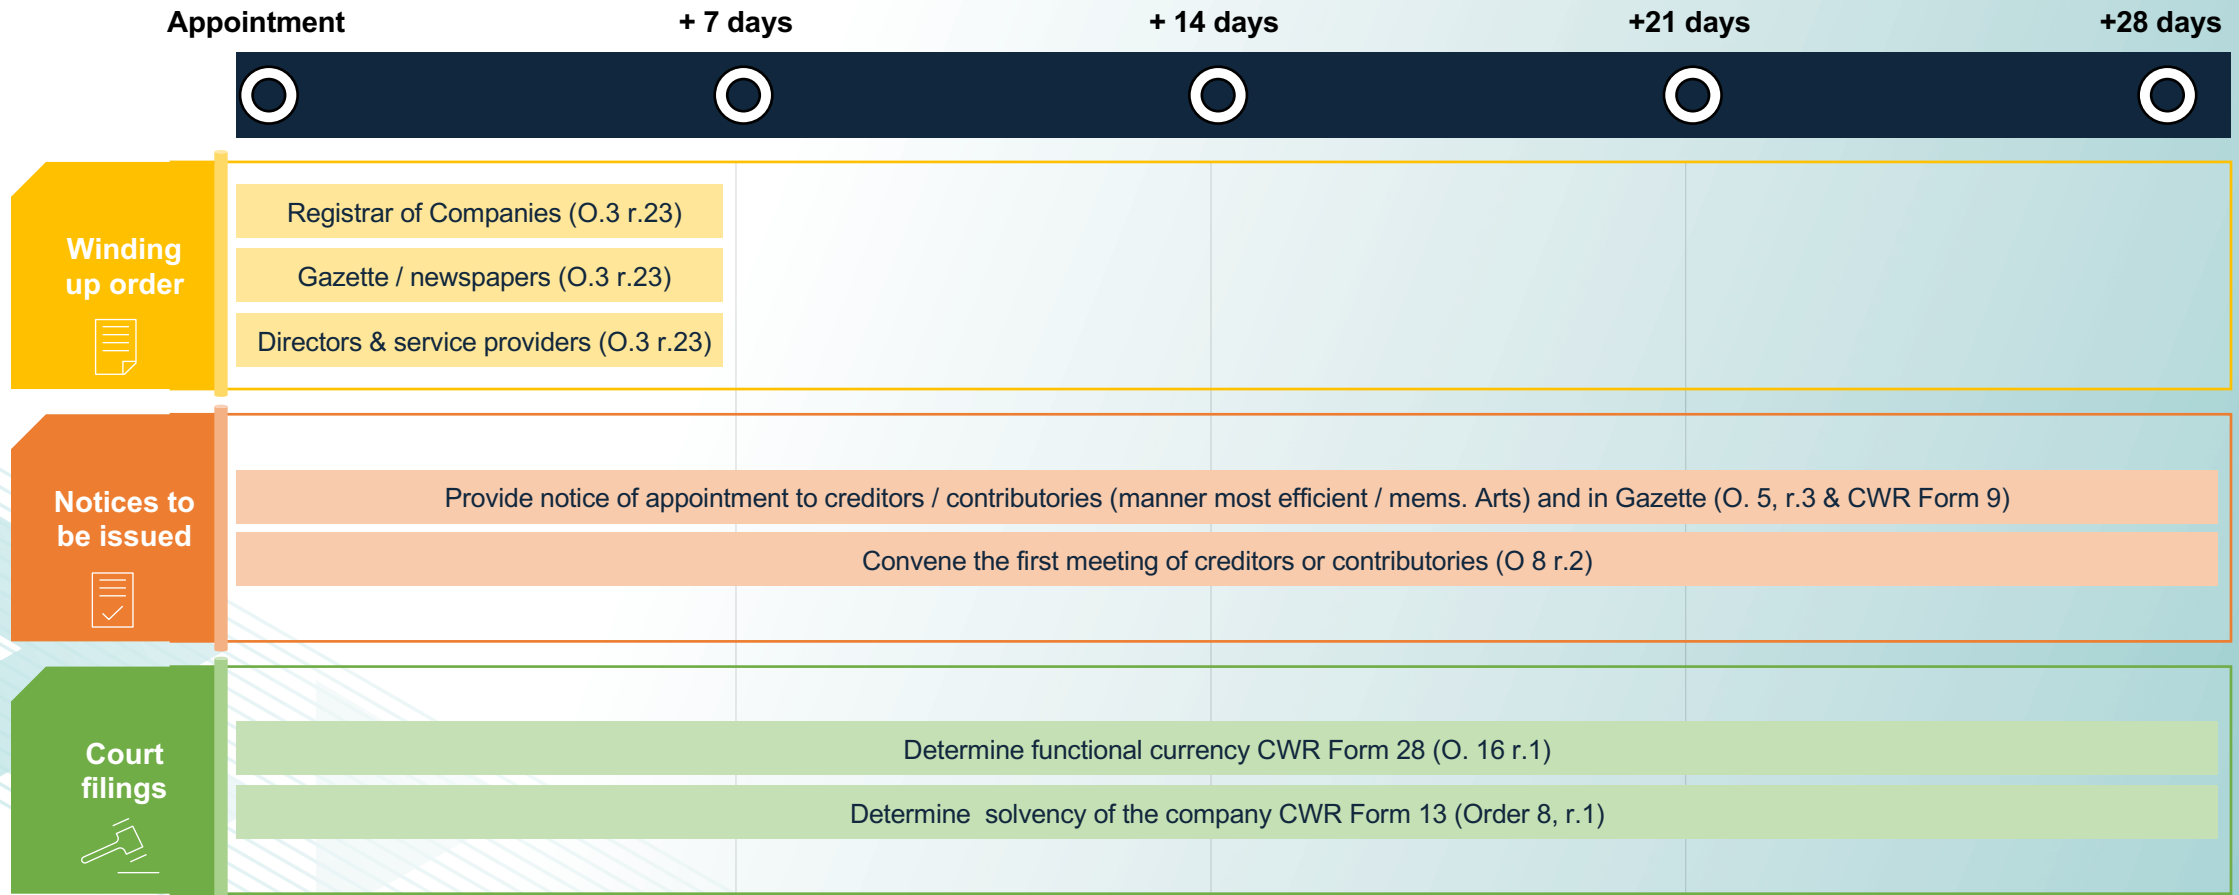 Appointment + 7 days + 14 days +21 days +28 days
Winding
up order
Registrar of Companies (O.3 r.23)
Gazette / newspapers (O.3 r.23)
Directors & service providers (O.3 r.23)
Notices to
be issued
Provide notice of appointment to creditors / contributories (manner most efficient / mems. Arts) and in Gazette (O. 5, r.3 & CWR Form 9)
Convene the first meeting of creditors or contributories (O 8 r.2)
Court
filings
Determine functional currency CWR Form 28 (O. 16 r.1)
Determine  solvency of the company CWR Form 13 (Order 8, r.1)